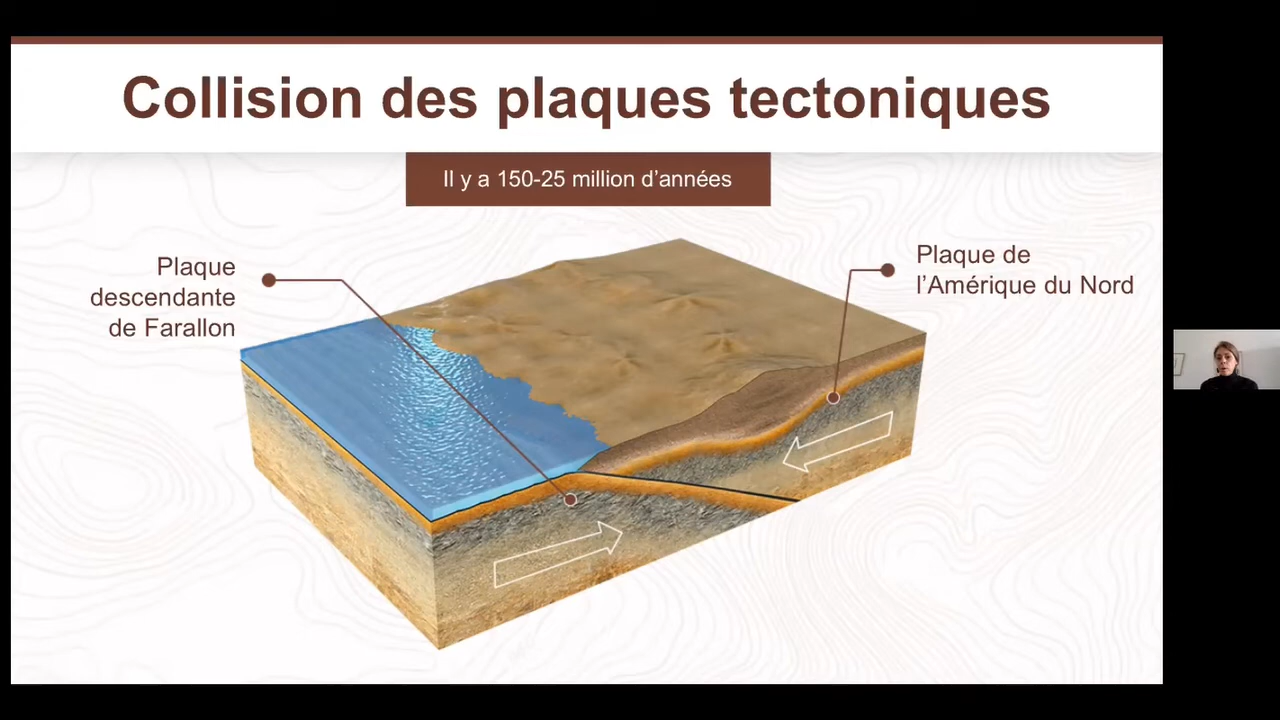 Collision des plaques tectoniques
Il y a 150-25 million d’années
Plaque
descendante
de Farallon
Plaque de
l’Amérique du Nord